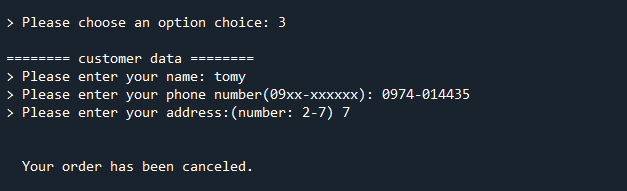 > Please choose an option choice: 3
======== customer data ========
> Please enter your name: tomy
> Please enter your phone number(09xx-xxxxxx): 0974-014435
> Please enter your address:(number: 2-7) 7
Your order has been canceled.